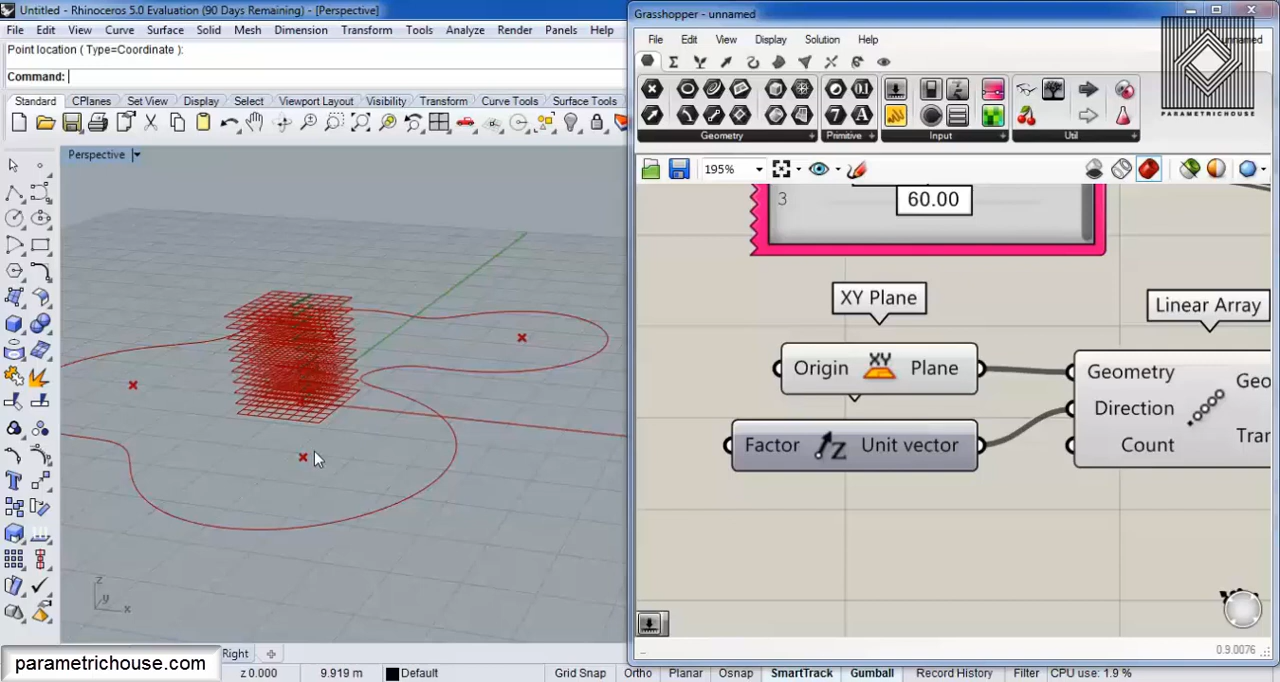 Untitled - Rhinoceros 5.0 Evaluation (90 Days Remaining) - [Perspective]
File Edit View Curve Surface Solid Mesh Dimension Transform Tools Analyze Render Panels Help
Point location ( Type=Coordinate ):
Command:
Standard CPlanes Set View Display Select Viewport Layout Visibility Transform Curve Tools Surface Tools
Perspective
z
y
x
Right
parametrichouse.com
z 0.000 9.919 m Default Grid Snap Ortho Planar Osnap SmartTrack Gumball Record History Filter CPU use: 1.9 %
Grasshopper - unnamed
File Edit View Display Solution Help
unnamed
PARAMETRICHOUSE
Geometry Primitive Input Util
195%
3 60.00
XY Plane
Linear Array
Origin XY Plane
Geometry
Direction
Count
Geo
Factor Z Unit vector
0.9.0076